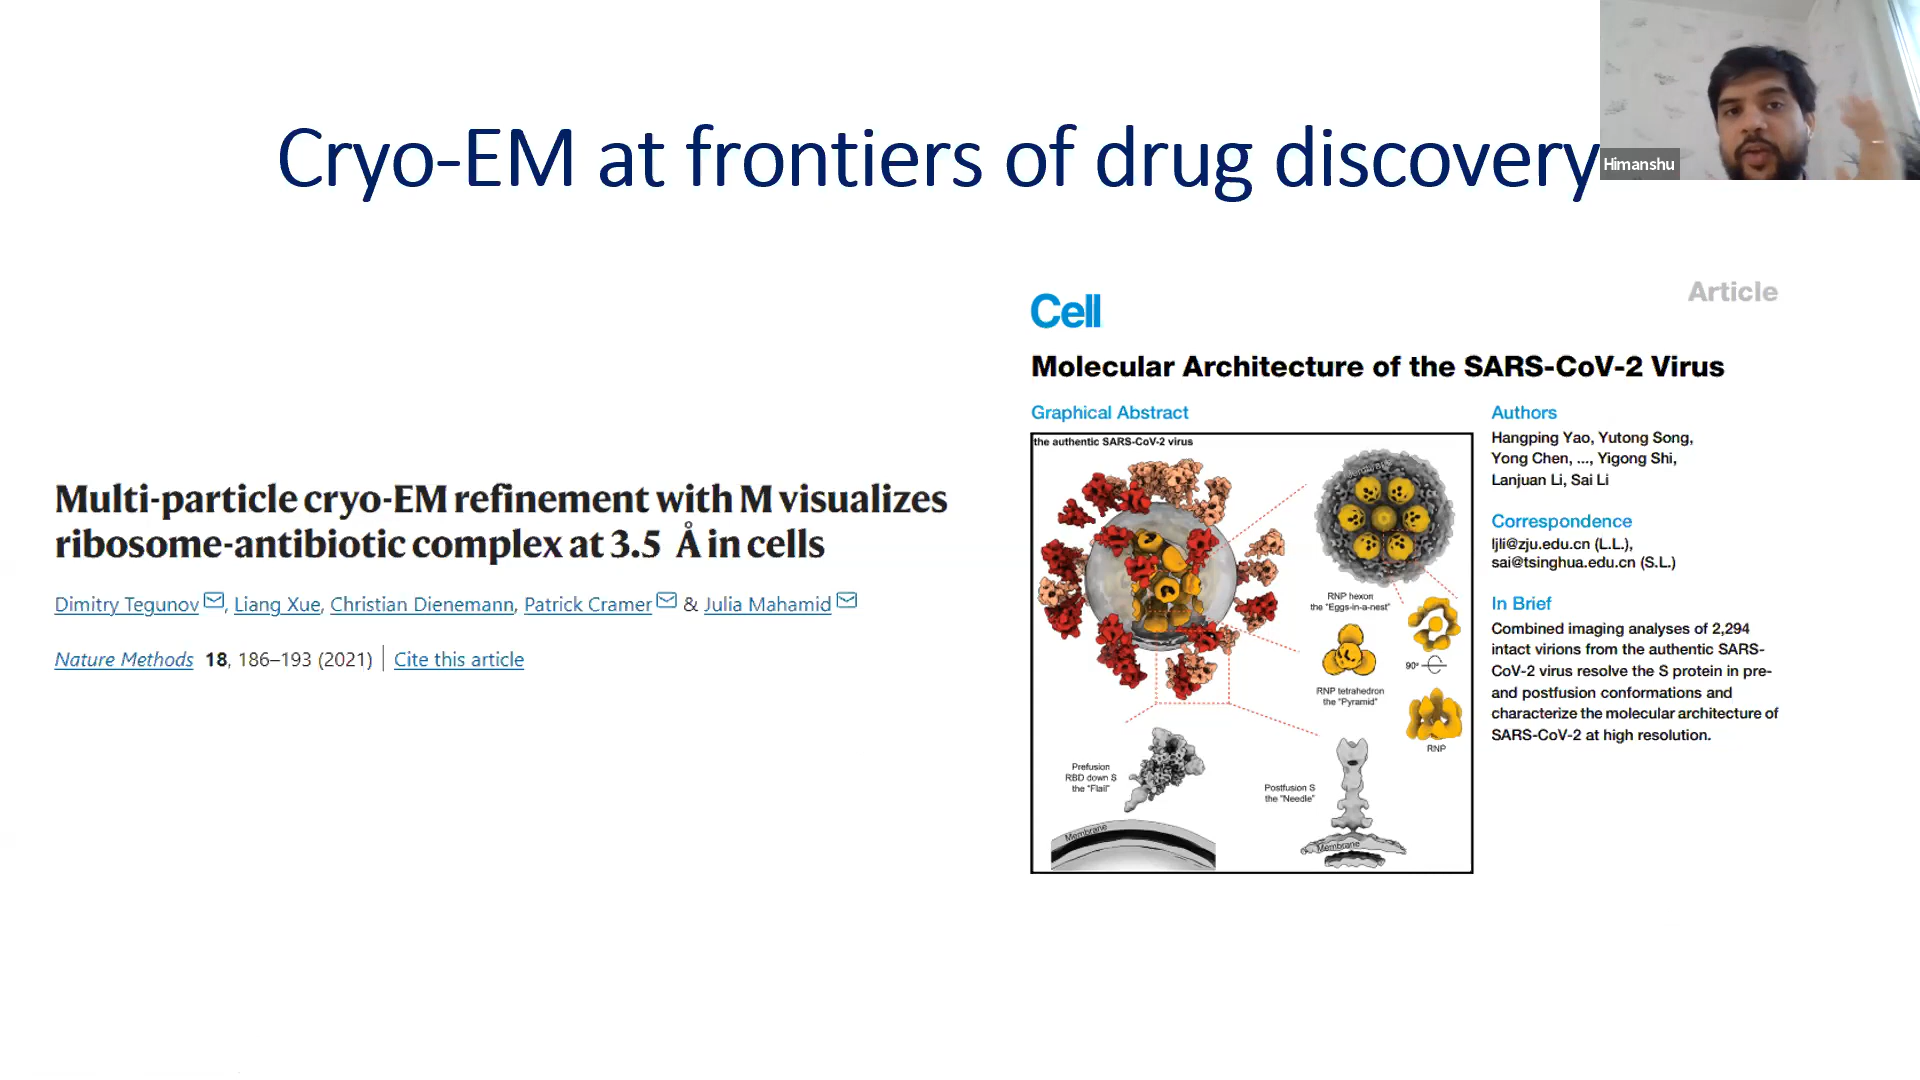 Cryo-EM at frontiers of drug discovery
Himanshu
Multi-particle cryo-EM refinement with M visualizes
ribosome-antibiotic complex at 3.5 Å in cells
Dimitry Tegunov, Liang Xue, Christian Dienemann, Patrick Cramer & Julia Mahamid
Nature Methods 18, 186–193 (2021) | Cite this article
Cell
Article
Molecular Architecture of the SARS-CoV-2 Virus
Graphical Abstract
the authentic SARS-CoV-2 virus
RNP hexon
the "Eggs-in-a-nest"
RNP tetrahedron
the "Pyramid"
90°
RNP
Prefusion
RBD down S
the "Flail"
Membrane
Postfusion S
the "Needle"
Membrane
Authors
Hangping Yao, Yutong Song,
Yong Chen, ..., Yigong Shi,
Lanjuan Li, Sai Li
Correspondence
ljli@zju.edu.cn (L.L.),
sai@tsinghua.edu.cn (S.L.)
In Brief
Combined imaging analyses of 2,294
intact virions from the authentic SARS-
CoV-2 virus resolve the S protein in pre-
and postfusion conformations and
characterize the molecular architecture of
SARS-CoV-2 at high resolution.